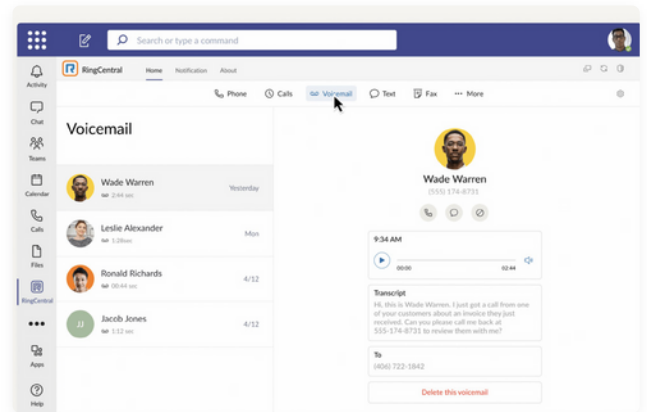 Search or type a command
Activity
Chat
Teams
Calendar
Calls
Files
RingCentral
Apps
Help
RingCentral Home Notification About
Phone Calls Voicemail Text Fax More
Voicemail
Wade Warren
2:44 sec
Yesterday
Leslie Alexander
1:28sec
Mon
Ronald Richards
00:44 sec
4/12
JJ
Jacob Jones
1:12 sec
4/12
Wade Warren
(555) 174-8731
9:34 AM
00:00 02:44
Transcript
Hi, this is Wade Warren. I just got a call from one
of your customers about an invoice they just
received. Can you please call me back at
555-174-8731 to review them with me?
To
(406) 722-1842
Delete this voicemail